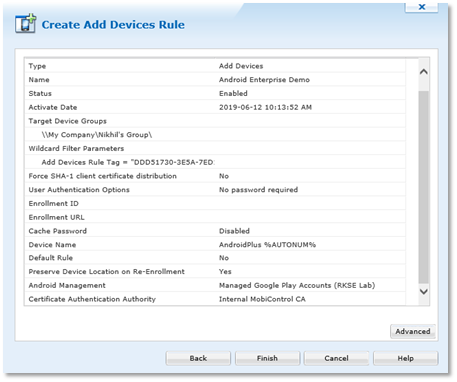 Create Add Devices Rule
Type Add Devices
Name Android Enterprise Demo
Status Enabled
Activate Date 2019-06-12 10:13:52 AM
Target Device Groups
\\My Company\Nikhil's Group\
Wildcard Filter Parameters
Add Devices Rule Tag = "DDD51730-3E5A-7ED
Force SHA-1 client certificate distribution No
User Authentication Options No password required
Enrollment ID
Enrollment URL
Cache Password Disabled
Device Name AndroidPlus %AUTONUM%
Default Rule No
Preserve Device Location on Re-Enrollment Yes
Android Management Managed Google Play Accounts (RKSE Lab)
Certificate Authentication Authority Internal MobiControl CA
Advanced
Back Finish Cancel Help